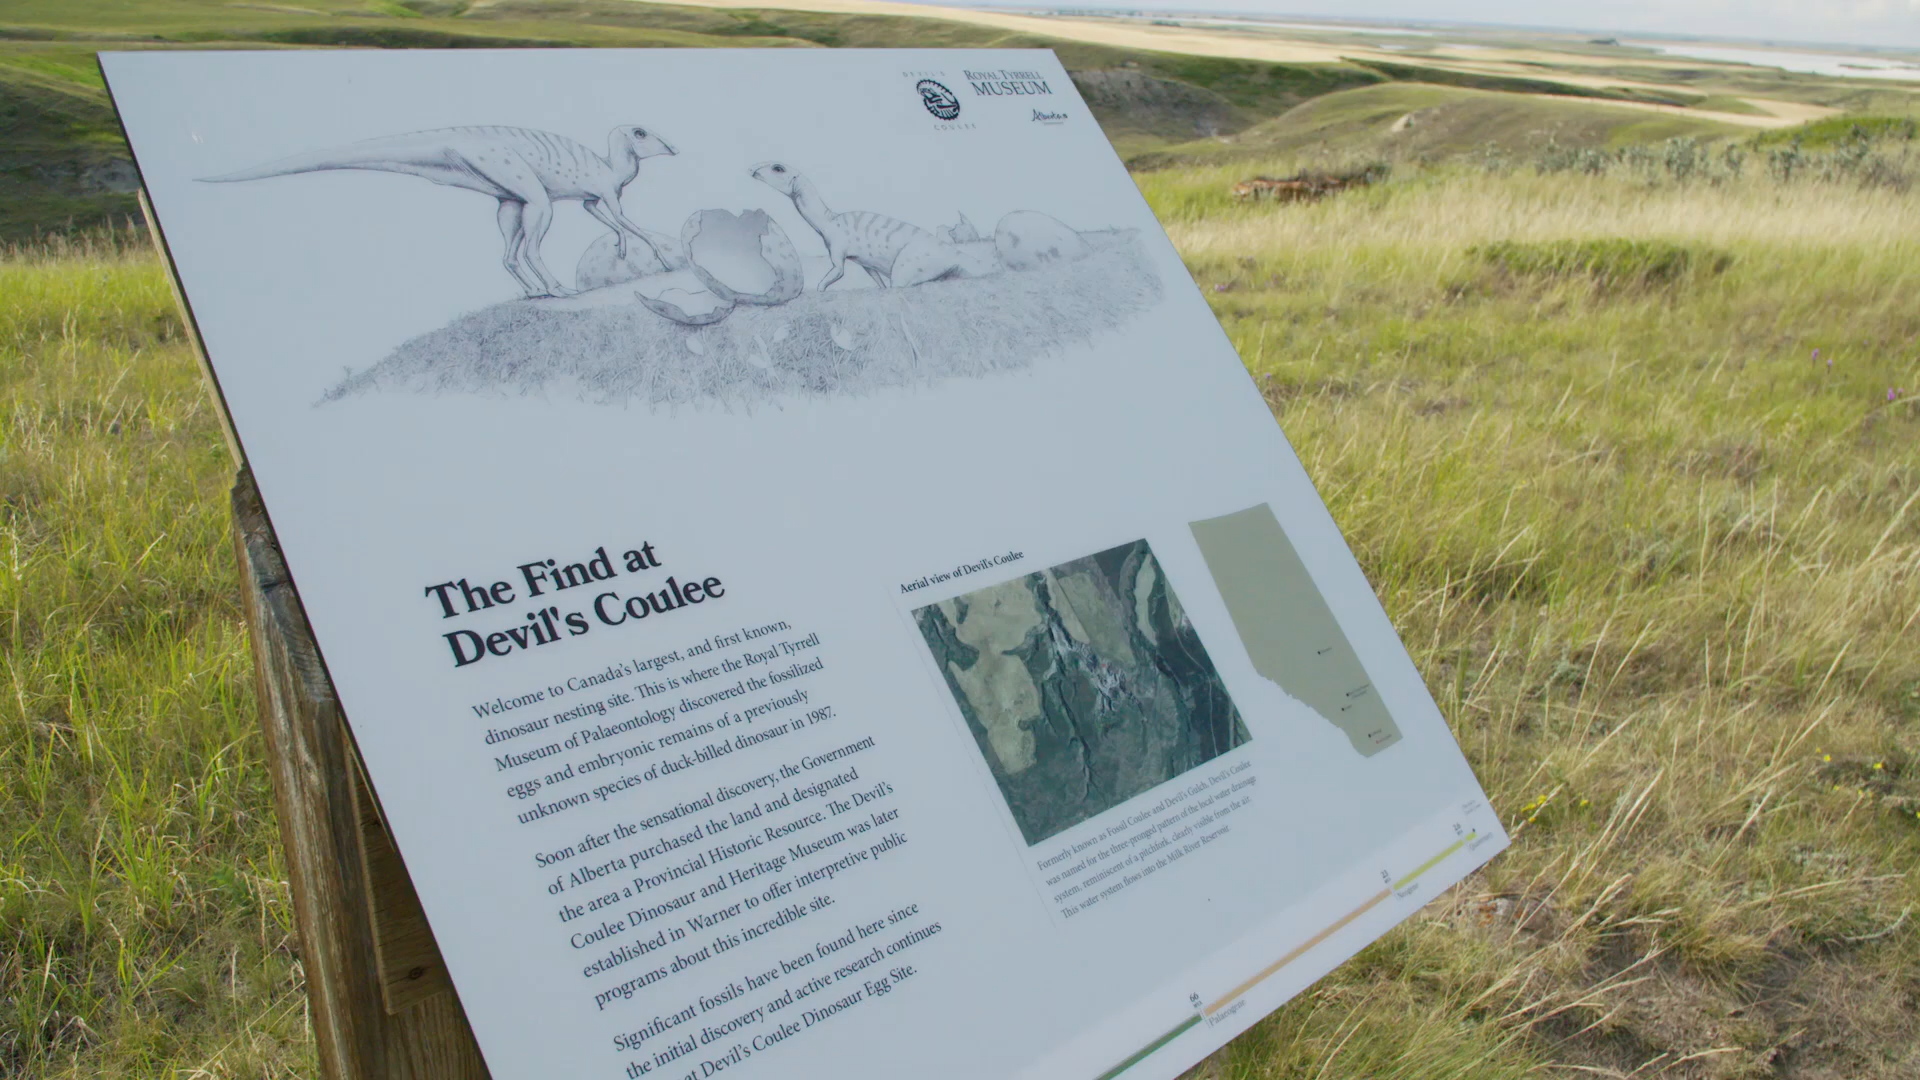 DEVIL'S
COULEE
ROYAL TYRRELL
MUSEUM
Alberta
The Find at
Devil's Coulee
Welcome to Canada's largest, and first known,
dinosaur nesting site. This is where the Royal Tyrrell
Museum of Palaeontology discovered the fossilized
eggs and embryonic remains of a previously
unknown species of duck-billed dinosaur in 1987.
Soon after the sensational discovery, the Government
of Alberta purchased the land and designated
the area a Provincial Historic Resource. The Devil's
Coulee Dinosaur and Heritage Museum was later
established in Warner to offer interpretive public
programs about this incredible site.
Significant fossils have been found here since
the initial discovery and active research continues
at Devil's Coulee Dinosaur Egg Site.
Aerial view of Devil's Coulee
Formerly known as Fossil Coulee and Devil's Gulch, Devil's Coulee
was named for the three-pronged pattern of the local water drainage
system, reminiscent of a pitchfork, clearly visible from the air.
This water system flows into the Milk River Reservoir.
66
Palaeogene
23
Neogene